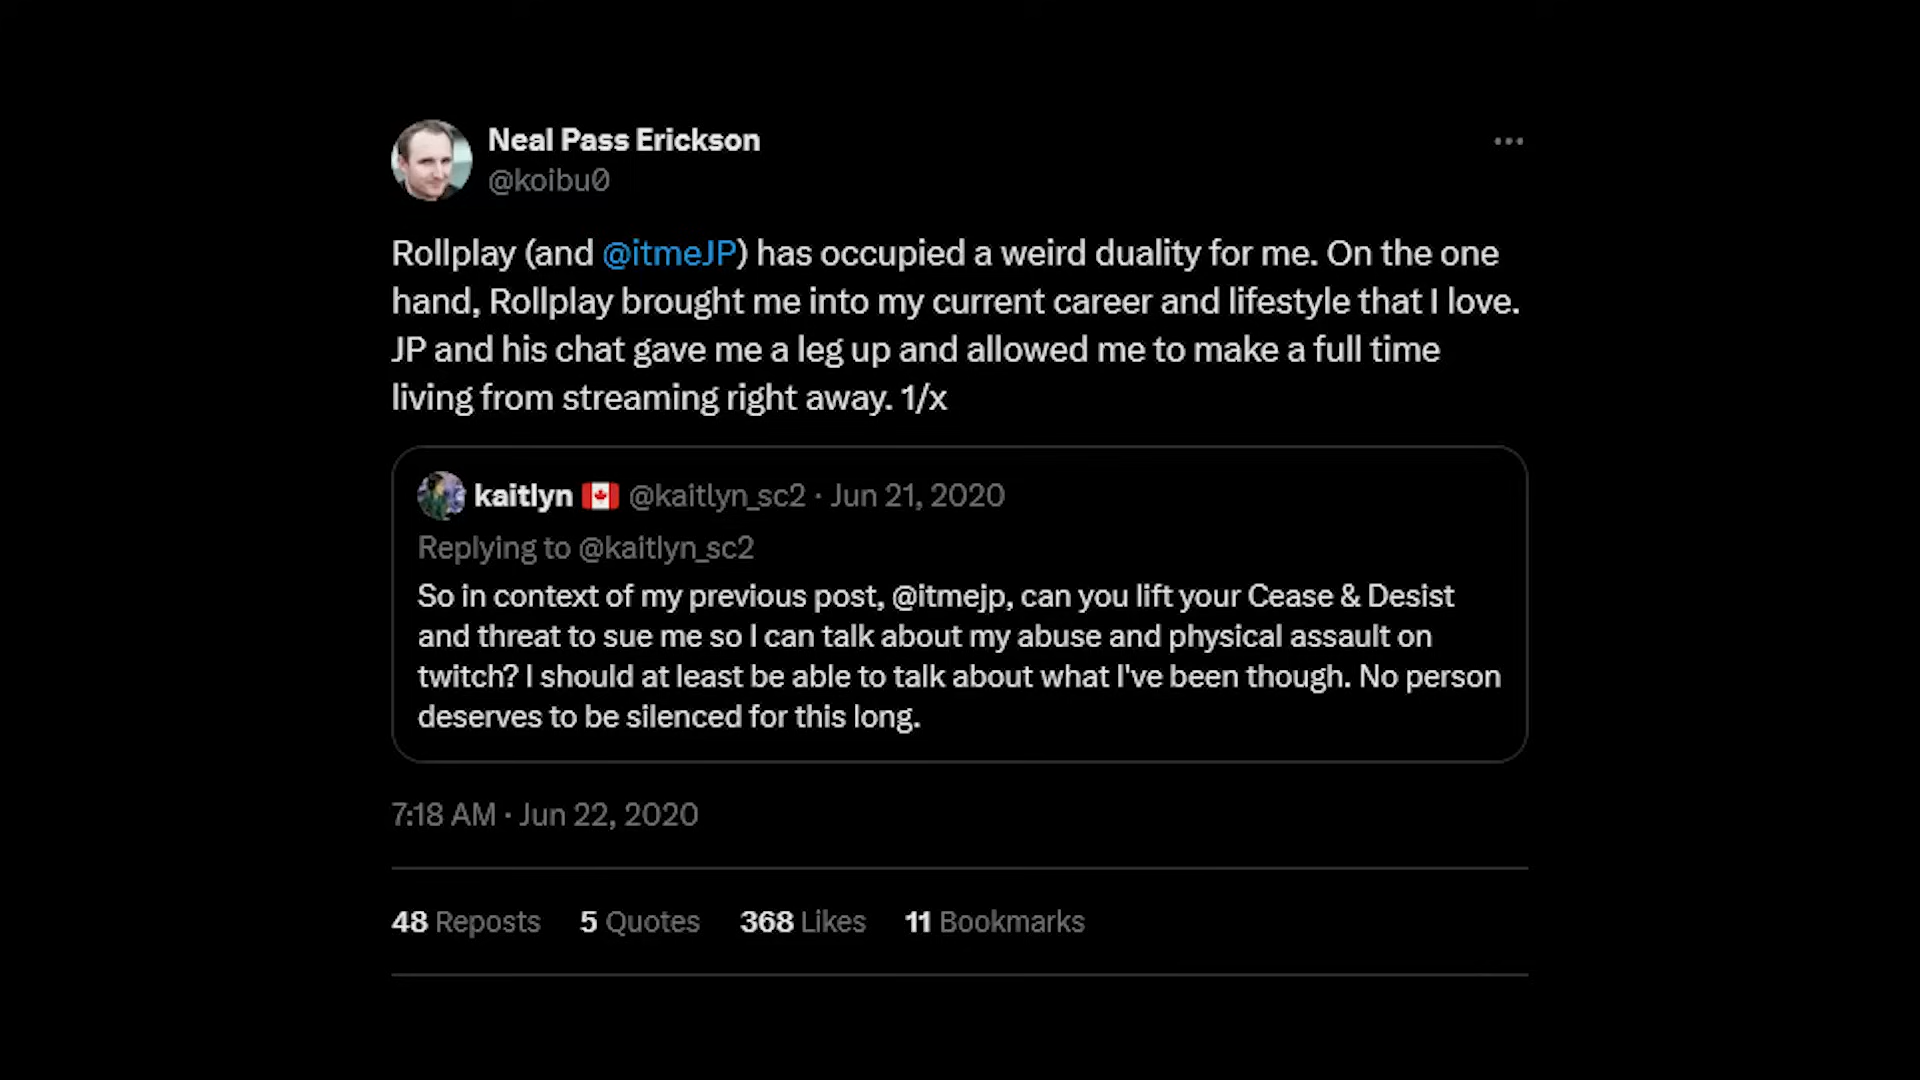 Neal Pass Erickson
@koibu0
Rollplay (and @itmeJP) has occupied a weird duality for me. On the one
hand, Rollplay brought me into my current career and lifestyle that I love.
JP and his chat gave me a leg up and allowed me to make a full time
living from streaming right away. 1/x
kaitlyn 🇨🇦 @kaitlyn_sc2 · Jun 21, 2020
Replying to @kaitlyn_sc2
So in context of my previous post, @itmejp, can you lift your Cease & Desist
and threat to sue me so I can talk about my abuse and physical assault on
twitch? I should at least be able to talk about what I've been though. No person
deserves to be silenced for this long.
7:18 AM · Jun 22, 2020
48 Reposts 5 Quotes 368 Likes 11 Bookmarks